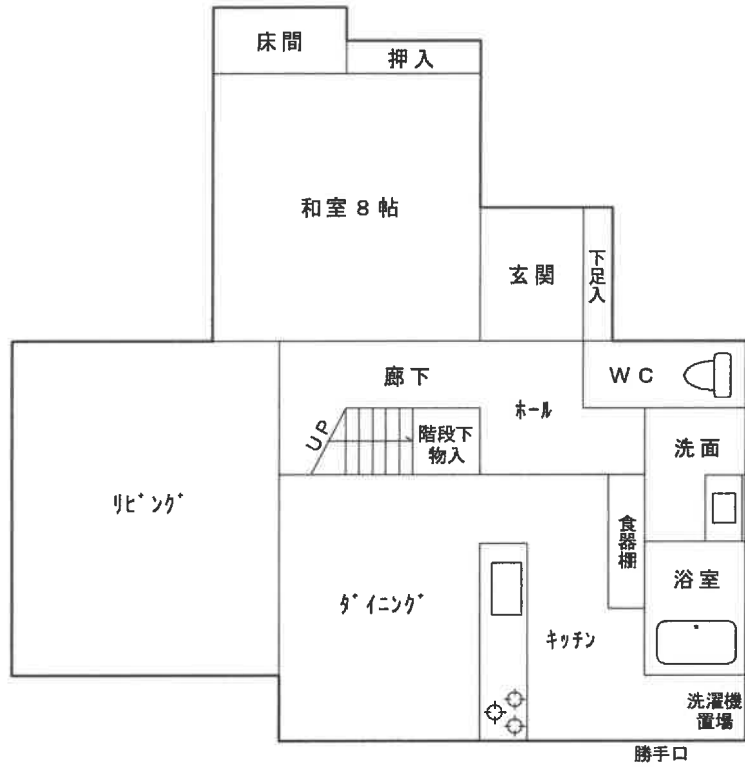 床間
押入
和室8帖
玄関
下足入
廊下
WC
ホール
UP
階段下
物入
洗面
リビング
食器棚
ダイニング
浴室
キッチン
洗濯機
置場
勝手口